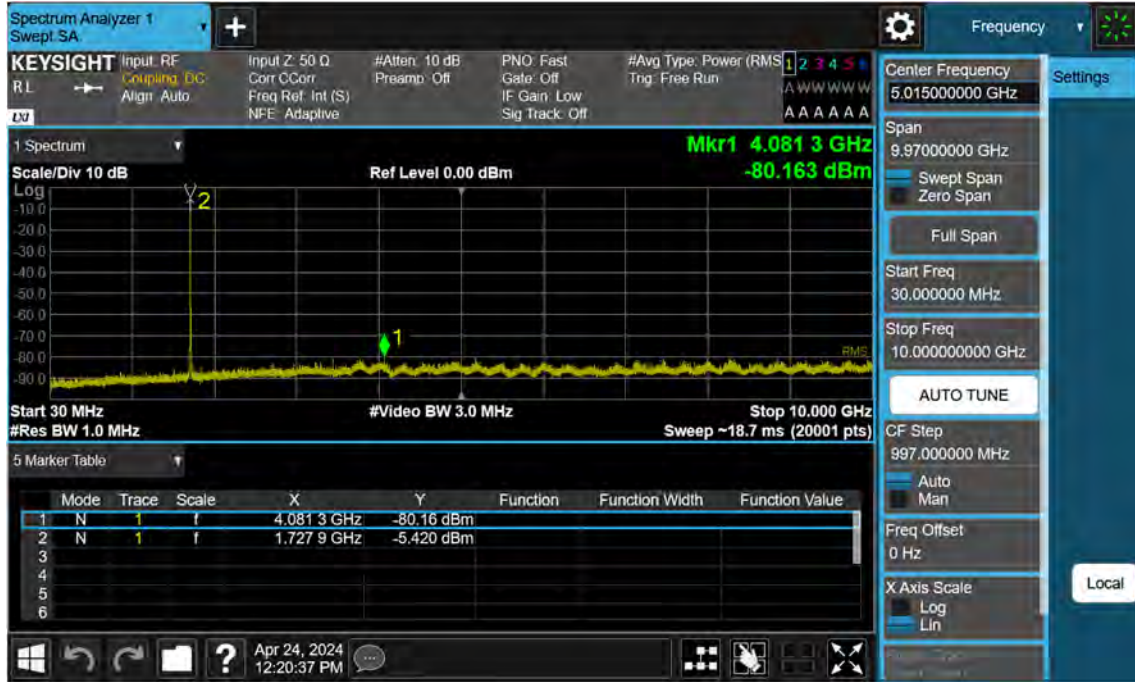 Spectrum Analyzer 1
Swept SA
+
Frequency
KEYSIGHT
RL
LXI
Input: RF
Coupling: DC
Align: Auto
Input Z: 50 Ω
Corr CCorr
Freq Ref: Int (S)
NFE: Adaptive
#Atten: 10 dB
Preamp: Off
PNO: Fast
Gate: Off
IF Gain: Low
Sig Track: Off
#Avg Type: Power (RMS
Trig: Free Run
1 2 3 4 5 6
A W W W W W
A A A A A A
1 Spectrum
Scale/Div 10 dB
Ref Level 0.00 dBm
Mkr1 4.081 3 GHz
-80.163 dBm
Log
-10.0
-20.0
-30.0
-40.0
-50.0
-60.0
-70.0
-80.0
-90.0
2
1
RMS
Start 30 MHz
#Video BW 3.0 MHz
Stop 10.000 GHz
#Res BW 1.0 MHz
Sweep ~18.7 ms (20001 pts)
5 Marker Table
Mode Trace Scale X Y Function Function Width Function Value
1 N 1 f 4.081 3 GHz -80.16 dBm
2 N 1 f 1.727 9 GHz -5.420 dBm
3
4
5
6
?
Apr 24, 2024
12:20:37 PM
Center Frequency
5.015000000 GHz
Span
9.97000000 GHz
Swept Span
Zero Span
Full Span
Start Freq
30.000000 MHz
Stop Freq
10.000000000 GHz
AUTO TUNE
CF Step
997.000000 MHz
Auto
Man
Freq Offset
0 Hz
X Axis Scale
Log
Lin
Settings
Local